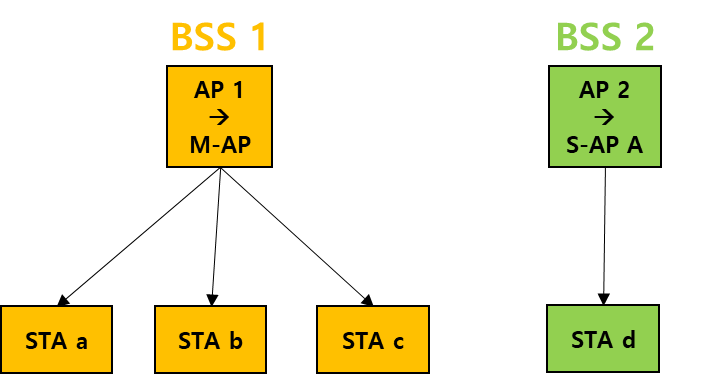 BSS 1
BSS 2
AP 1
→
M-AP
AP 2
→
S-AP A
STA a
STA b
STA c
STA d